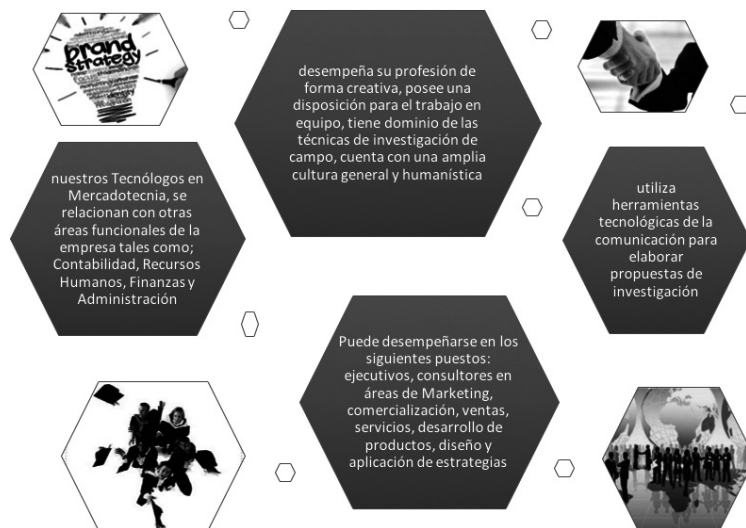 brand
strategy
desempeña su profesión de
forma creativa, posee una
disposición para el trabajo en
equipo, tiene dominio de las
técnicas de investigación de
campo, cuenta con una amplia
cultura general y humanística
nuestros Tecnólogos en
Mercadotecnia, se
relacionan con otras
áreas funcionales de la
empresa tales como;
Contabilidad, Recursos
Humanos, Finanzas y
Administración
utiliza
herramientas
tecnológicas de la
comunicación para
elaborar
propuestas de
investigación
Puede desempeñarse en los
siguientes puestos:
ejecutivos, consultores en
áreas de Marketing,
comercialización, ventas,
servicios, desarrollo de
productos, diseño y
aplicación de estrategias